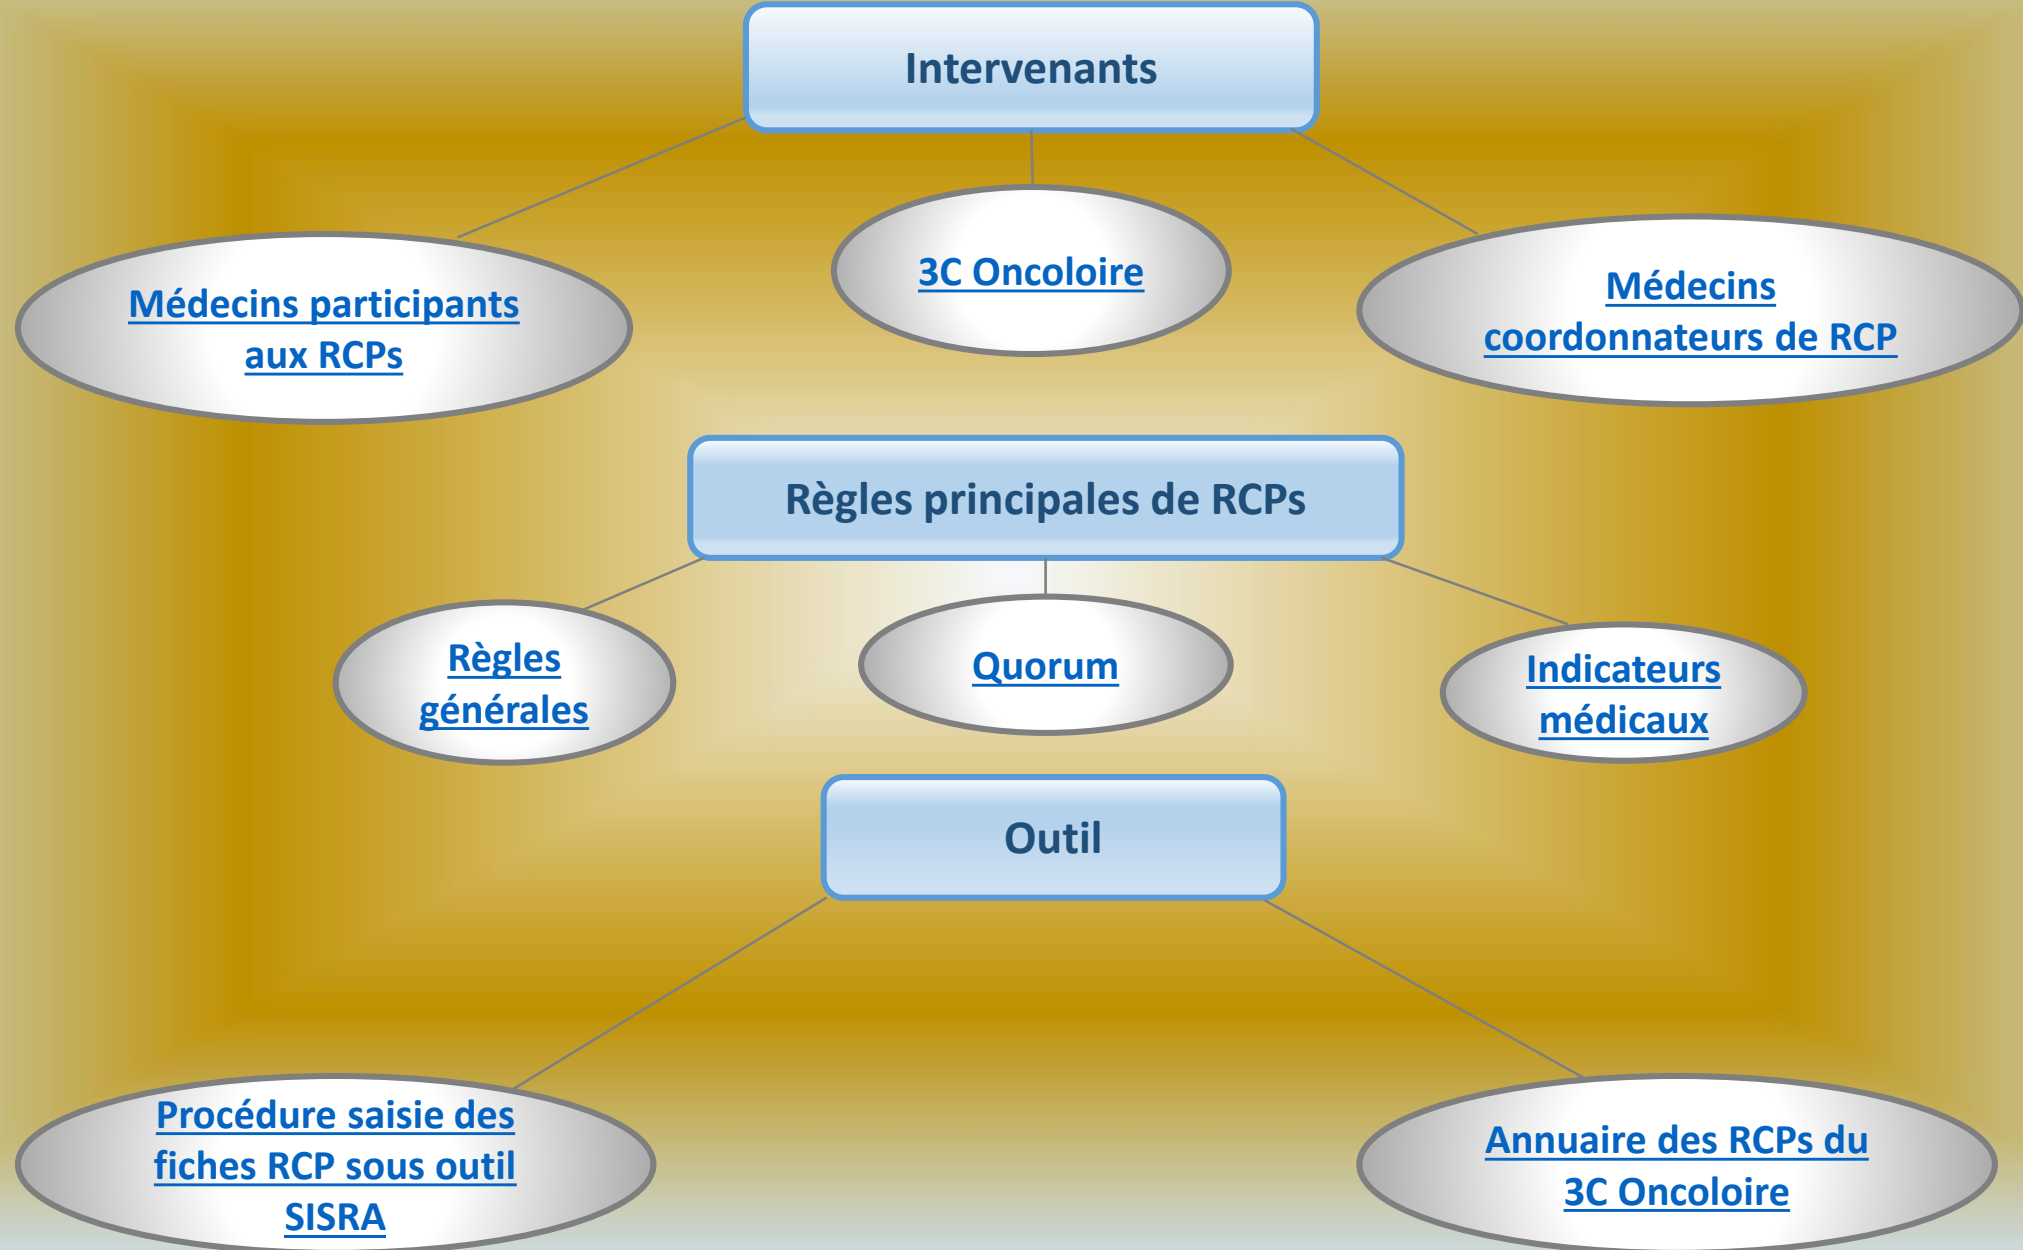 Intervenants
Médecins participants
aux RCPs
3C Oncoloire
Médecins
coordonnateurs de RCP
Règles principales de RCPs
Règles
générales
Quorum
Indicateurs
médicaux
Outil
Procédure saisie des
fiches RCP sous outil
SISRA
Annuaire des RCPs du
3C Oncoloire